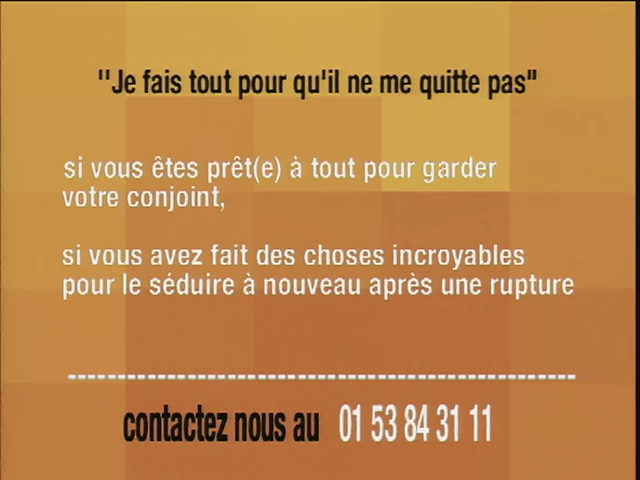 "Je fais tout pour qu'il ne me quitte pas"
si vous êtes prêt(e) à tout pour garder
votre conjoint,
si vous avez fait des choses incroyables
pour le séduire à nouveau après une rupture
contactez nous au 01 53 84 31 11